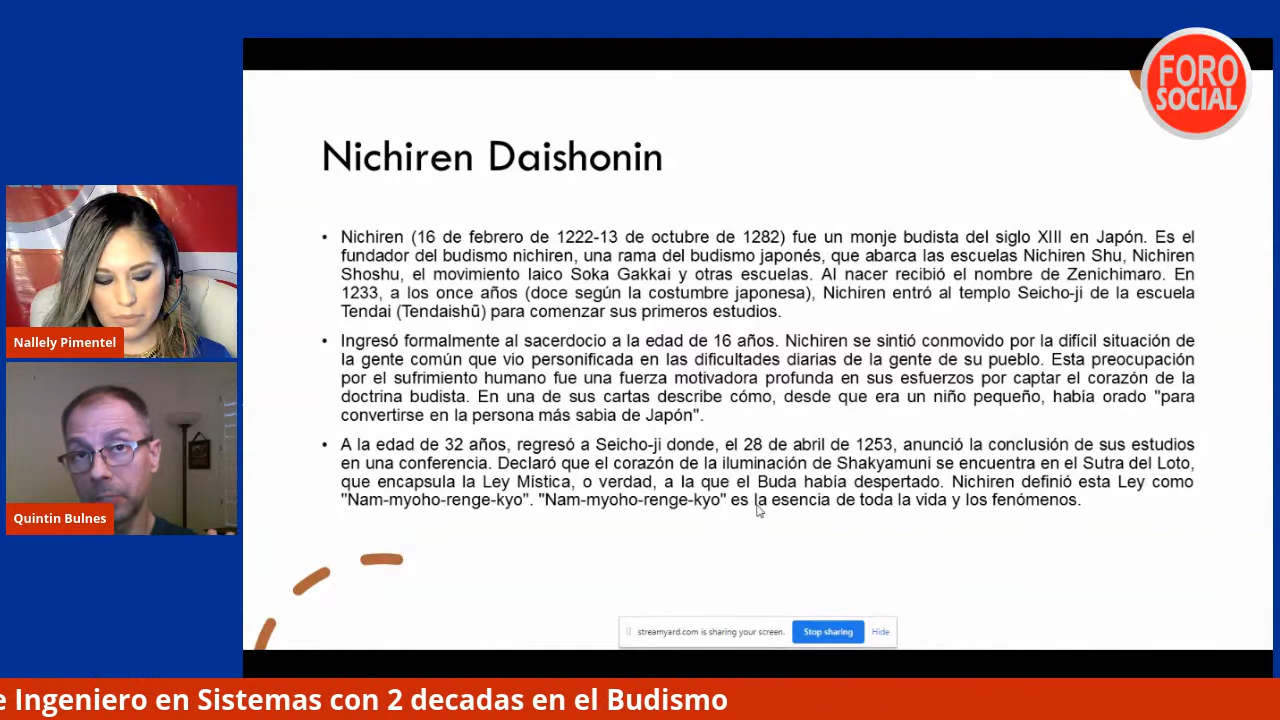 FORO
SOCIAL
Nichiren Daishonin
• Nichiren (16 de febrero de 1222-13 de octubre de 1282) fue un monje budista del siglo XIII en Japón. Es el
fundador del budismo nichiren, una rama del budismo japonés, que abarca las escuelas Nichiren Shu, Nichiren
Shoshu, el movimiento laico Soka Gakkai y otras escuelas. Al nacer recibió el nombre de Zenichimaro. En
1233, a los once años (doce según la costumbre japonesa), Nichiren entró al templo Seicho-ji de la escuela
Tendai (Tendaishū) para comenzar sus primeros estudios.
• Ingresó formalmente al sacerdocio a la edad de 16 años. Nichiren se sintió conmovido por la difícil situación de
la gente común que vio personificada en las dificultades diarias de la gente de su pueblo. Esta preocupación
por el sufrimiento humano fue una fuerza motivadora profunda en sus esfuerzos por captar el corazón de la
doctrina budista. En una de sus cartas describe cómo, desde que era un niño pequeño, había orado "para
convertirse en la persona más sabia de Japón".
• A la edad de 32 años, regresó a Seicho-ji donde, el 28 de abril de 1253, anunció la conclusión de sus estudios
en una conferencia. Declaró que el corazón de la iluminación de Shakyamuni se encuentra en el Sutra del Loto,
que encapsula la Ley Mística, o verdad, a la que el Buda había despertado. Nichiren definió esta Ley como
"Nam-myoho-renge-kyo". "Nam-myoho-renge-kyo" es la esencia de toda la vida y los fenómenos.
Nallely Pimentel
Quintin Bulnes
streamyard.com is sharing your screen. Stop sharing Hide
e Ingeniero en Sistemas con 2 decadas en el Budismo